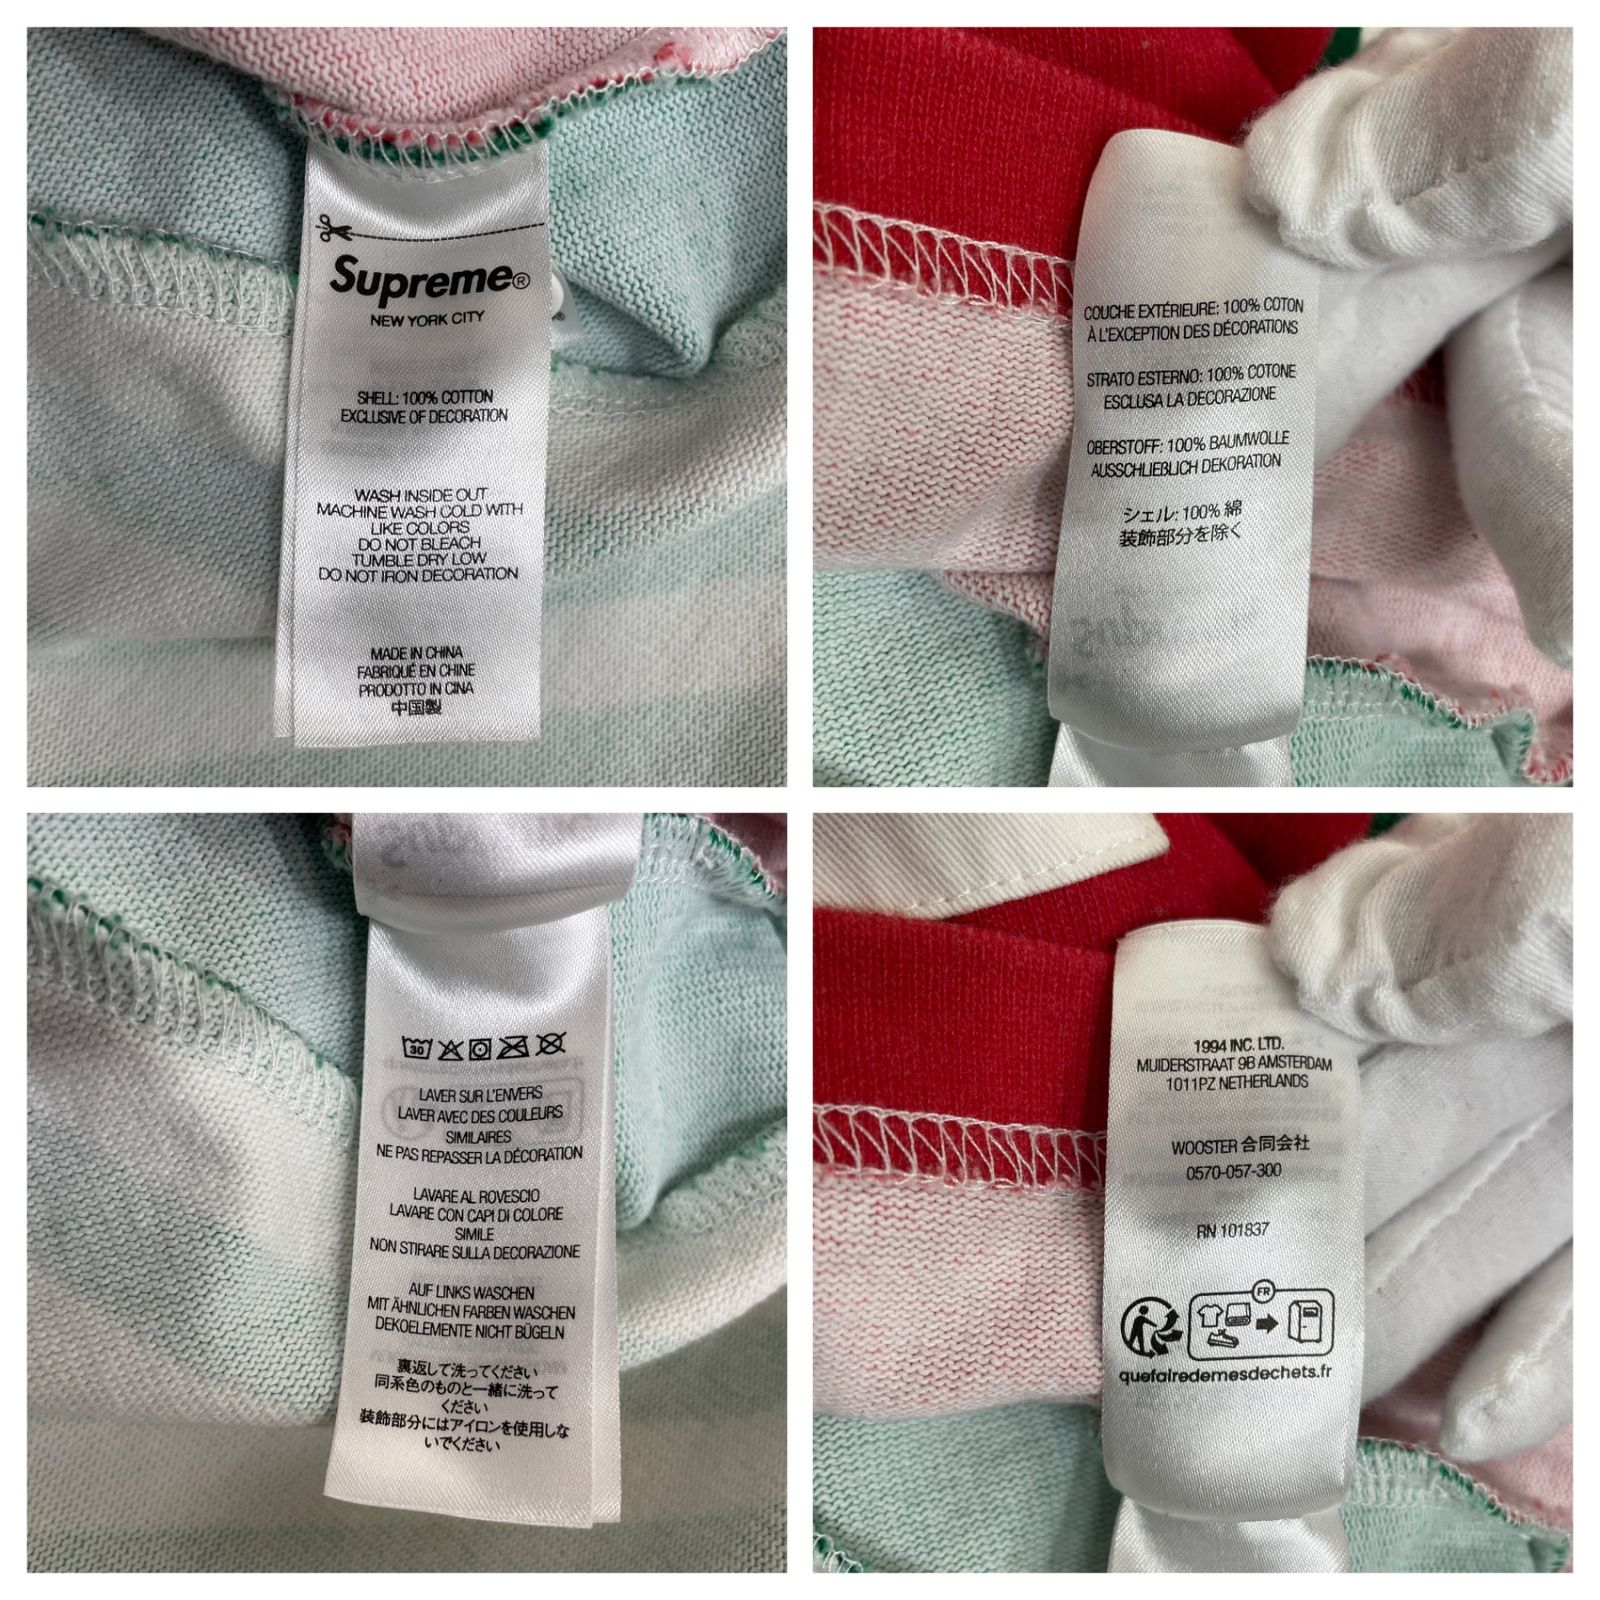 Supreme®
NEW YORK CITY
SHELL: 100% COTTON
EXCLUSIVE OF DECORATION
WASH INSIDE OUT
MACHINE WASH COLD WITH
LIKE COLORS
DO NOT BLEACH
TUMBLE DRY LOW
DO NOT IRON DECORATION
MADE IN CHINA
FABRIQUÉ EN CHINE
PRODOTTO IN CINA
中国製
COUCHE EXTÉRIEURE: 100% COTON
À L'EXCEPTION DES DÉCORATIONS
STRATO ESTERNO: 100% COTONE
ESCLUSA LA DECORAZIONE
OBERSTOFF: 100% BAUMWOLLE
AUSSCHLIEßLICH DEKORATION
シェル: 100% 綿
装飾部分を除く
30
LAVER SUR L'ENVERS
LAVER AVEC DES COULEURS
SIMILAIRES
NE PAS REPASSER LA DÉCORATION
LAVARE AL ROVESCIO
LAVARE CON CAPI DI COLORE
SIMILE
NON STIRARE SULLA DECORAZIONE
AUF LINKS WASCHEN
MIT ÄHNLICHEN FARBEN WASCHEN
DEKOELEMENTE NICHT BÜGELN
裏返して洗ってください
同系色のものと一緒に洗って
ください
装飾部分にはアイロンを使用しな
いでください
1994 INC. LTD.
MUIDERSTRAAT 9B AMSTERDAM
1011PZ NETHERLANDS
WOOSTER 合同会社
0570-057-300
RN 101837
FR
quefairedemesdechets.fr